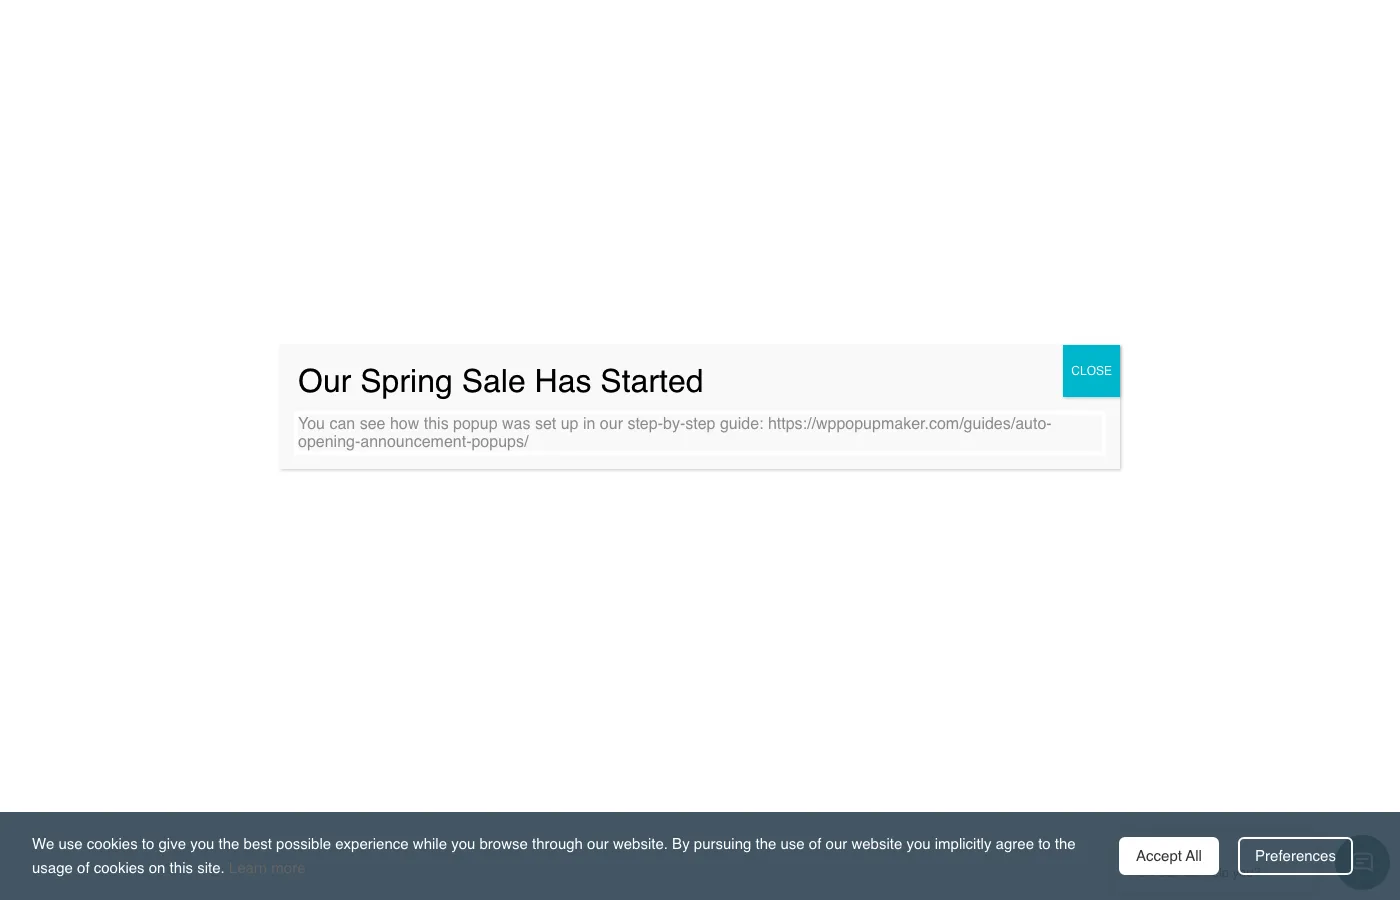 Our Spring Sale Has Started
CLOSE
You can see how this popup was set up in our step-by-step guide: https://wppopupmaker.com/guides/auto-
opening-announcement-popups/
We use cookies to give you the best possible experience while you browse through our website. By pursuing the use of our website you implicitly agree to the
usage of cookies on this site. Learn more
Accept All
Preferences